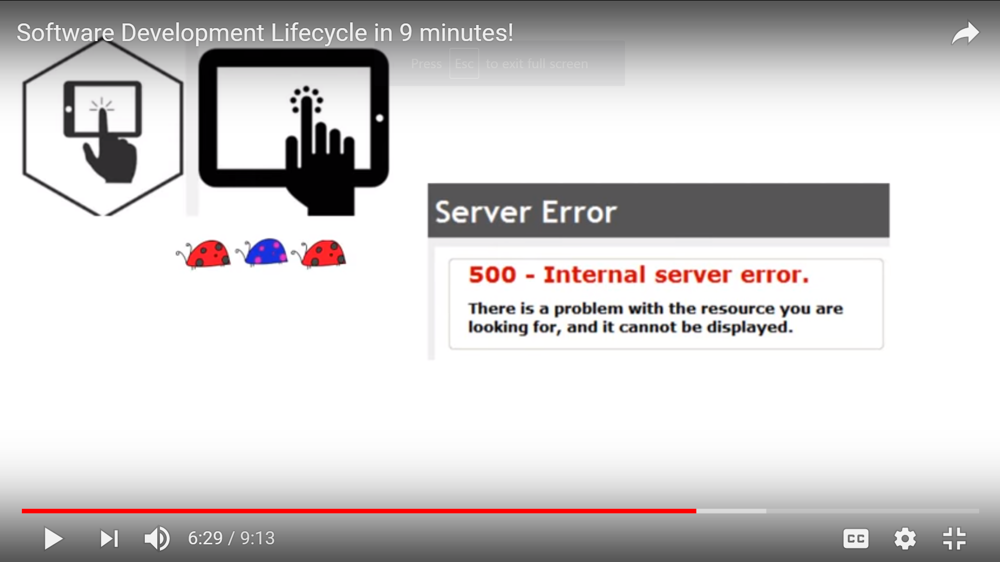 Software Development Lifecycle in 9 minutes!
Press Esc to exit full screen
Server Error
500 - Internal server error.
There is a problem with the resource you are
looking for, and it cannot be displayed.
6:29 / 9:13
CC